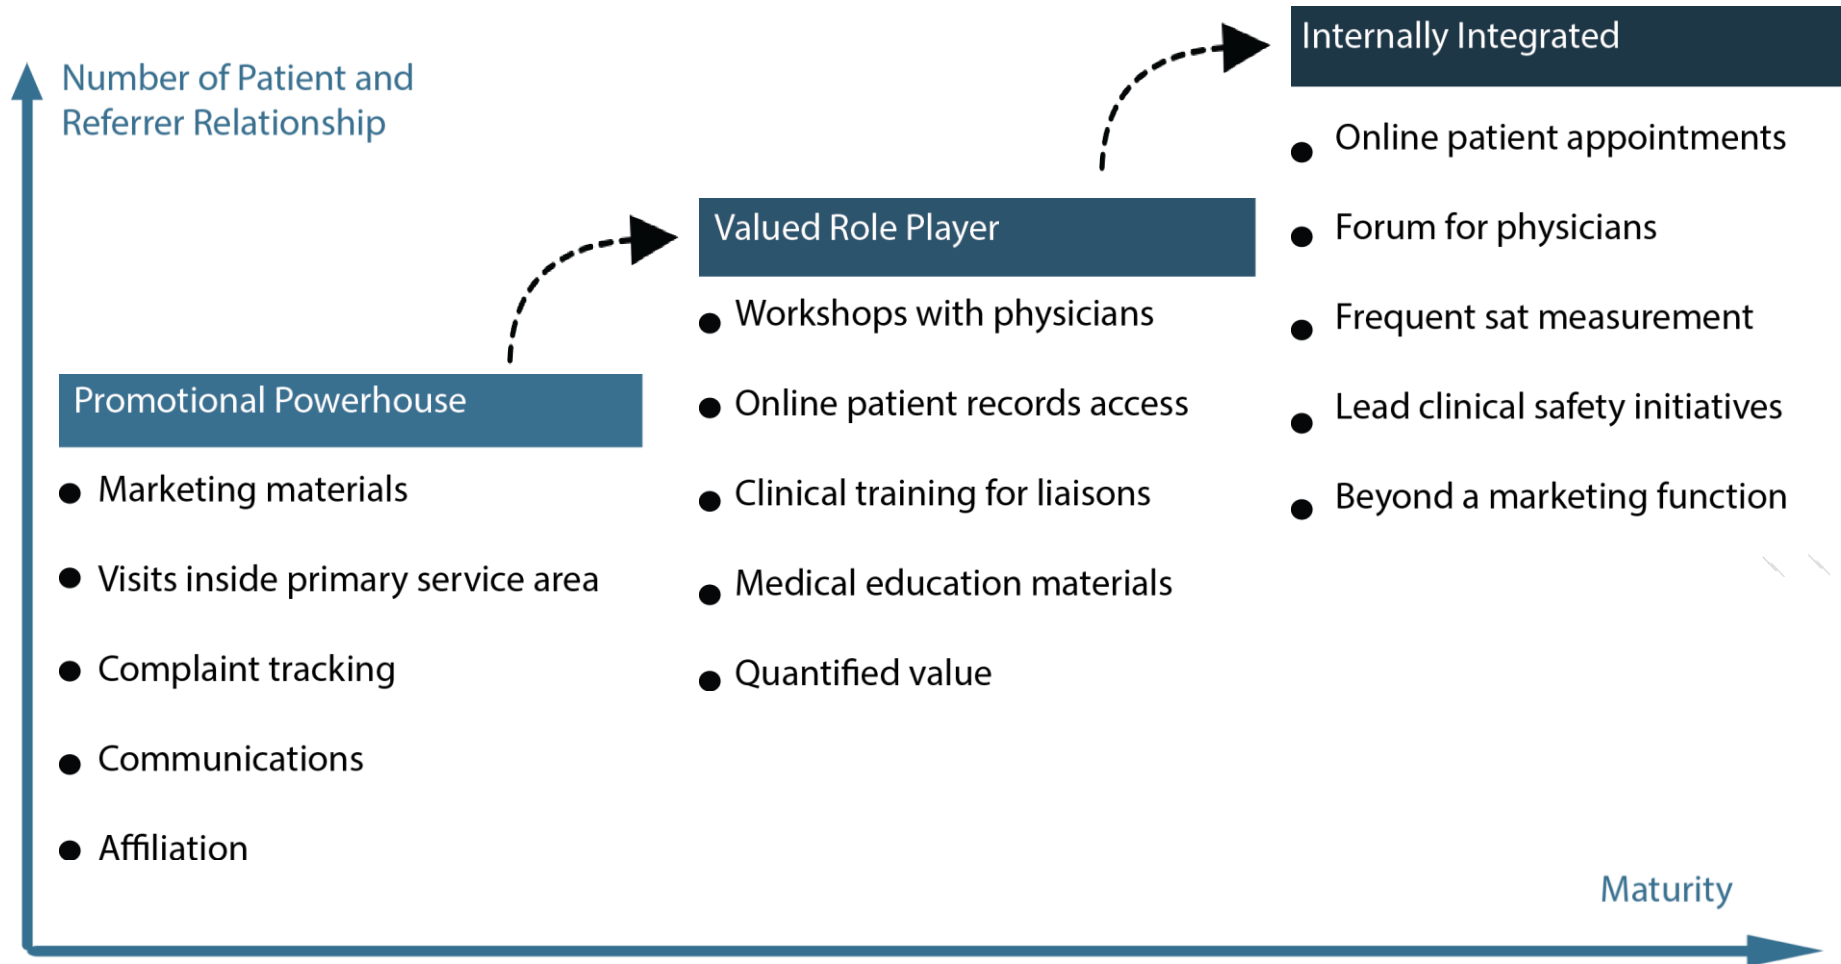 Number of Patient and
Referrer Relationship
Promotional Powerhouse
Marketing materials
Visits inside primary service area
Complaint tracking
Communications
Affiliation
Valued Role Player
Workshops with physicians
Online patient records access
Clinical training for liaisons
Medical education materials
Quantified value
Internally Integrated
Online patient appointments
Forum for physicians
Frequent sat measurement
Lead clinical safety initiatives
Beyond a marketing function
Maturity